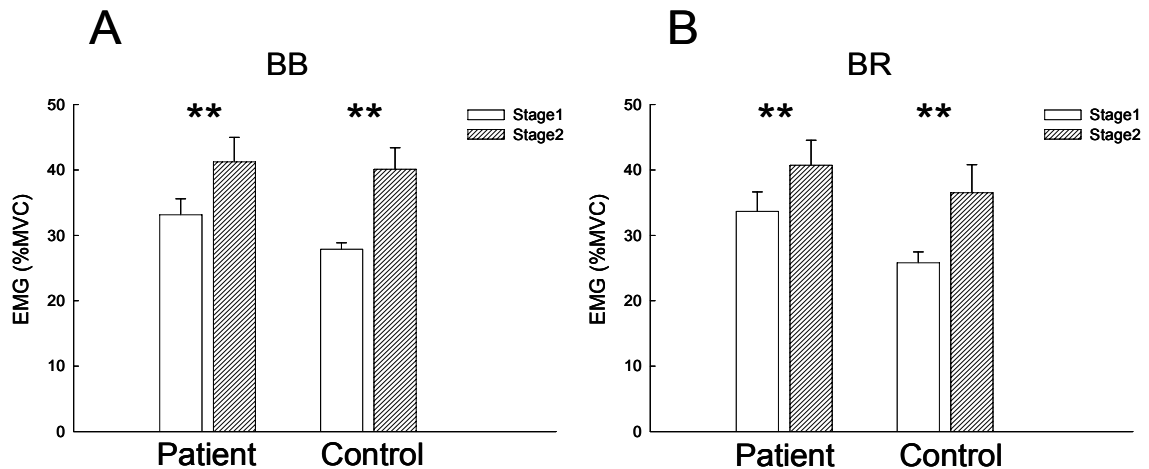 A
BB
** **
Stage1
Stage2
50
40
30
20
10
0
EMG (%MVC)
Patient Control
B
BR
** **
Stage1
Stage2
50
40
30
20
10
0
EMG (%MVC)
Patient Control